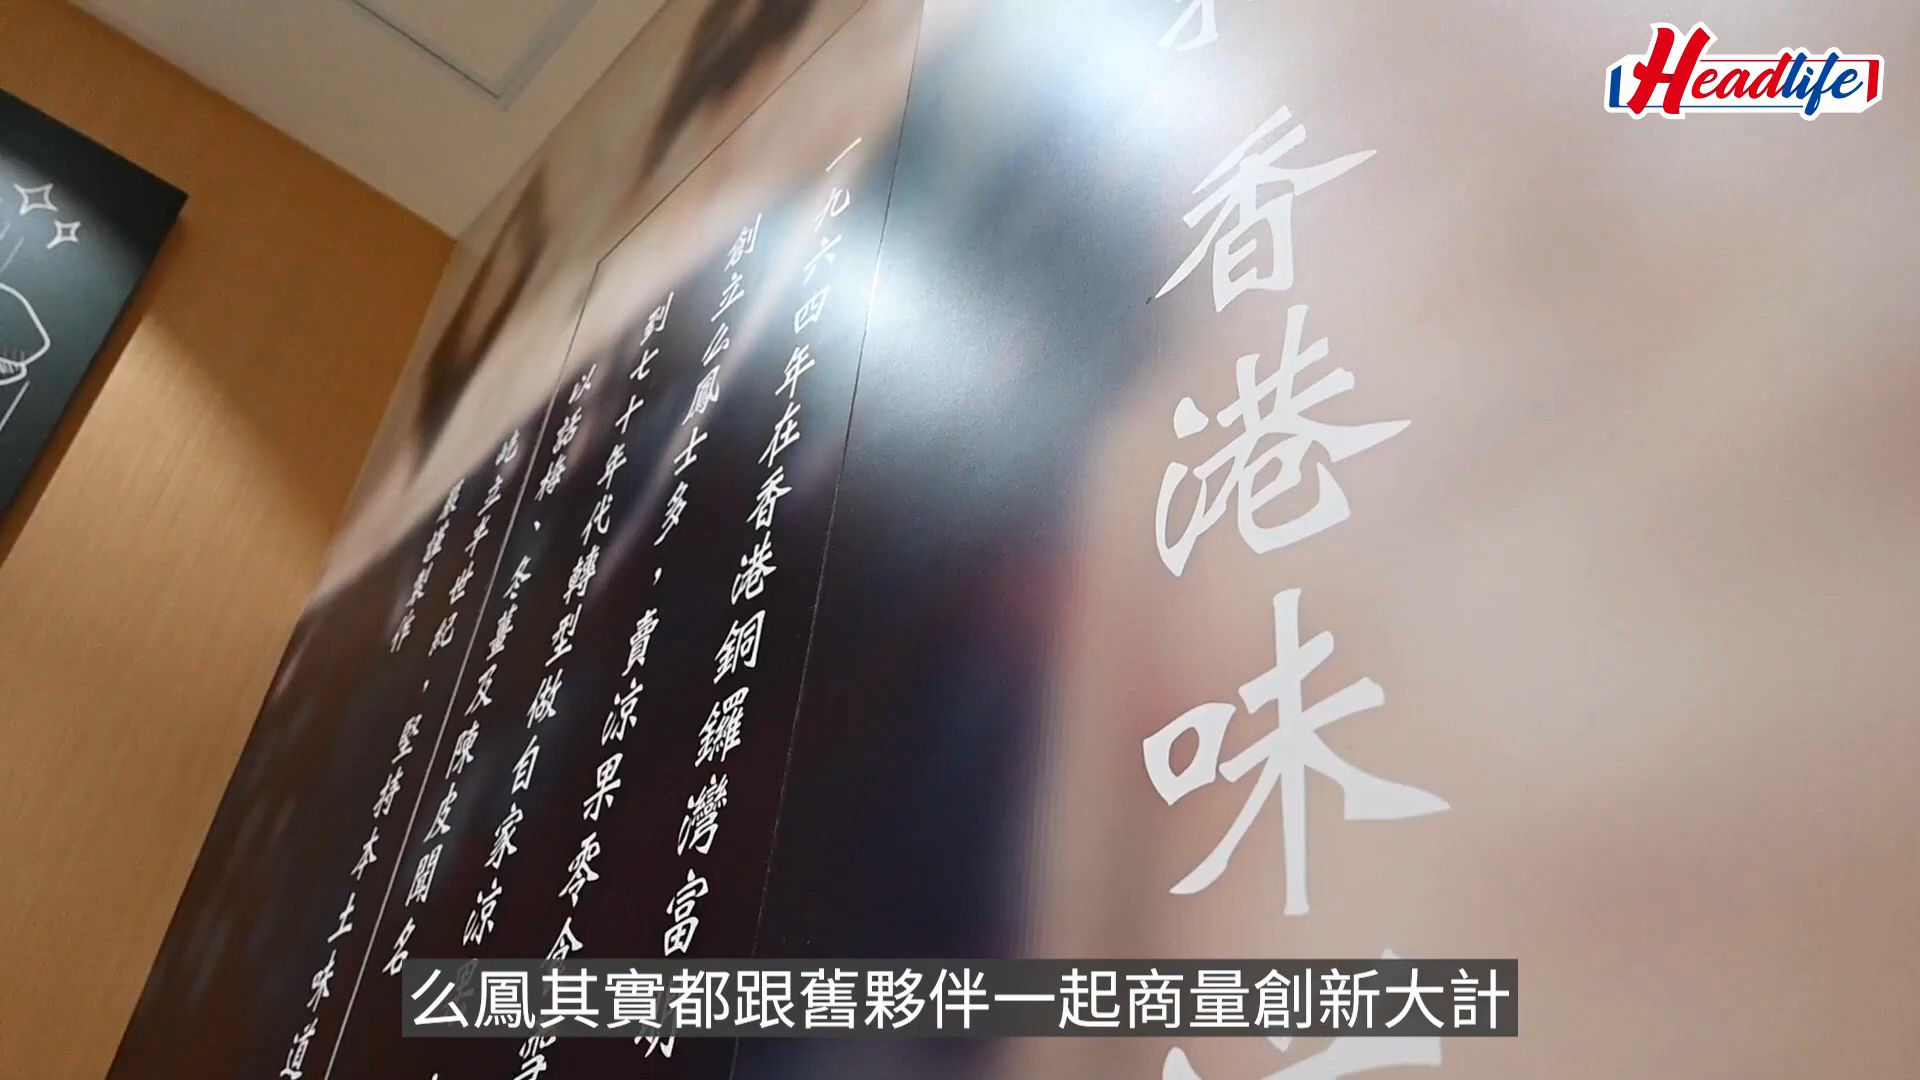 Headlife
香港味
一九六四年在香港銅鑼灣富
創立么鳳士多，賣涼果零食
到七十年代轉型做自家涼果
以話梅、冬薑及陳皮聞名
屹立半世紀，堅持本土味道
么鳳其實都跟舊夥伴一起商量創新大計